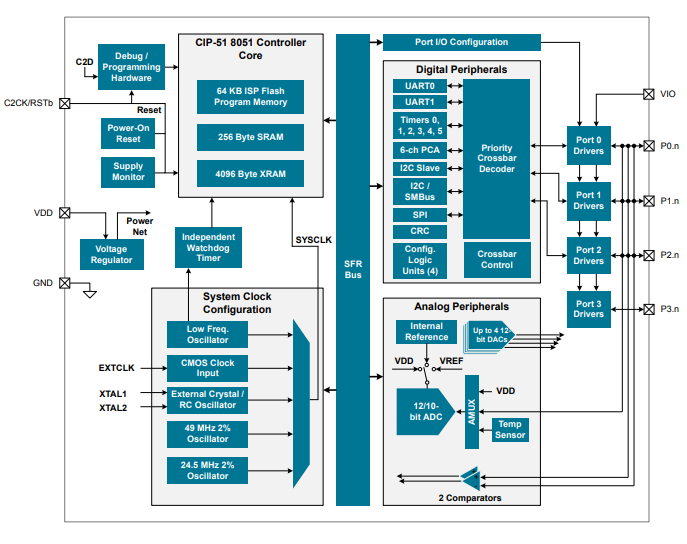 CIP-51 8051 Controller
Core
64 KB ISP Flash
Program Memory
256 Byte SRAM
4096 Byte XRAM
Debug /
Programming
Hardware
C2D
C2CK/RSTb
Reset
Power-On
Reset
Supply
Monitor
VDD
Power
Net
Voltage
Regulator
GND
Independent
Watchdog
Timer
SYSCLK
System Clock
Configuration
Low Freq.
Oscillator
EXTCLK
CMOS Clock
Input
XTAL1
XTAL2
External Crystal /
RC Oscillator
49 MHz 2%
Oscillator
24.5 MHz 2%
Oscillator
SFR
Bus
Port I/O Configuration
Digital Peripherals
UART0
UART1
Timers 0,
1, 2, 3, 4, 5
6-ch PCA
I2C Slave
I2C /
SMBus
SPI
CRC
Config.
Logic
Units (4)
Priority
Crossbar
Decoder
Crossbar
Control
Port 0
Drivers
Port 1
Drivers
Port 2
Drivers
Port 3
Drivers
VIO
P0.n
P1.n
P2.n
P3.n
Analog Peripherals
Internal
Reference
Up to 4 12-
bit DACs
VDD
VREF
12/10-
bit ADC
AMUX
VDD
Temp
Sensor
2 Comparators